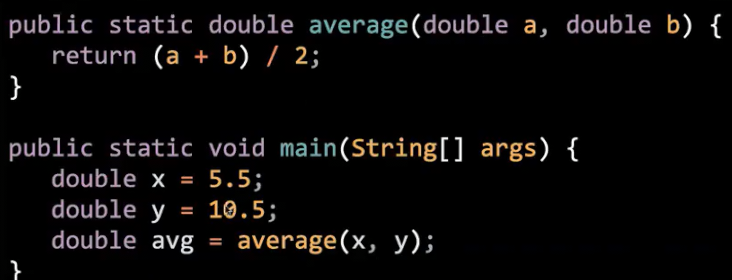 public static double average(double a, double b) {
   return (a + b) / 2;
}

public static void main(String[] args) {
   double x = 5.5;
   double y = 10.5;
   double avg = average(x, y);
}